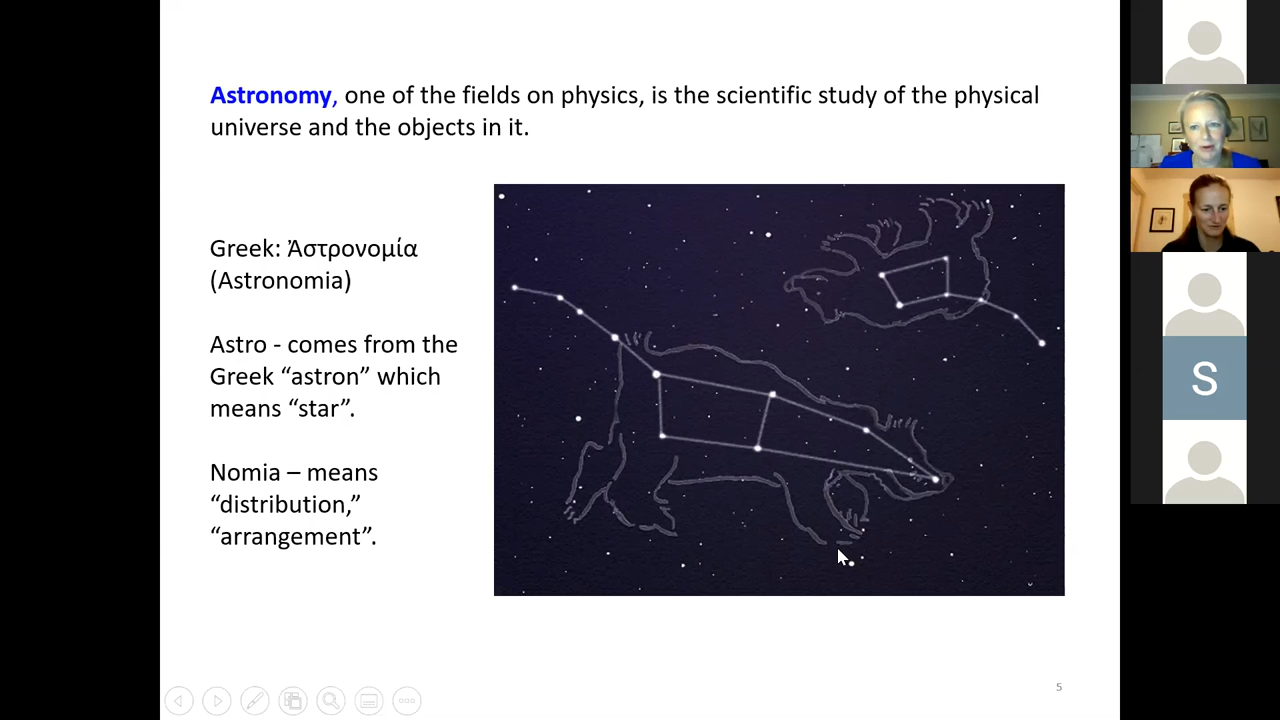 Astronomy, one of the fields on physics, is the scientific study of the physical
universe and the objects in it.
Greek: Ἀστρονομία
(Astronomia)
Astro - comes from the
Greek “astron” which
means “star”.
Nomia – means
“distribution,”
“arrangement”.
5
S